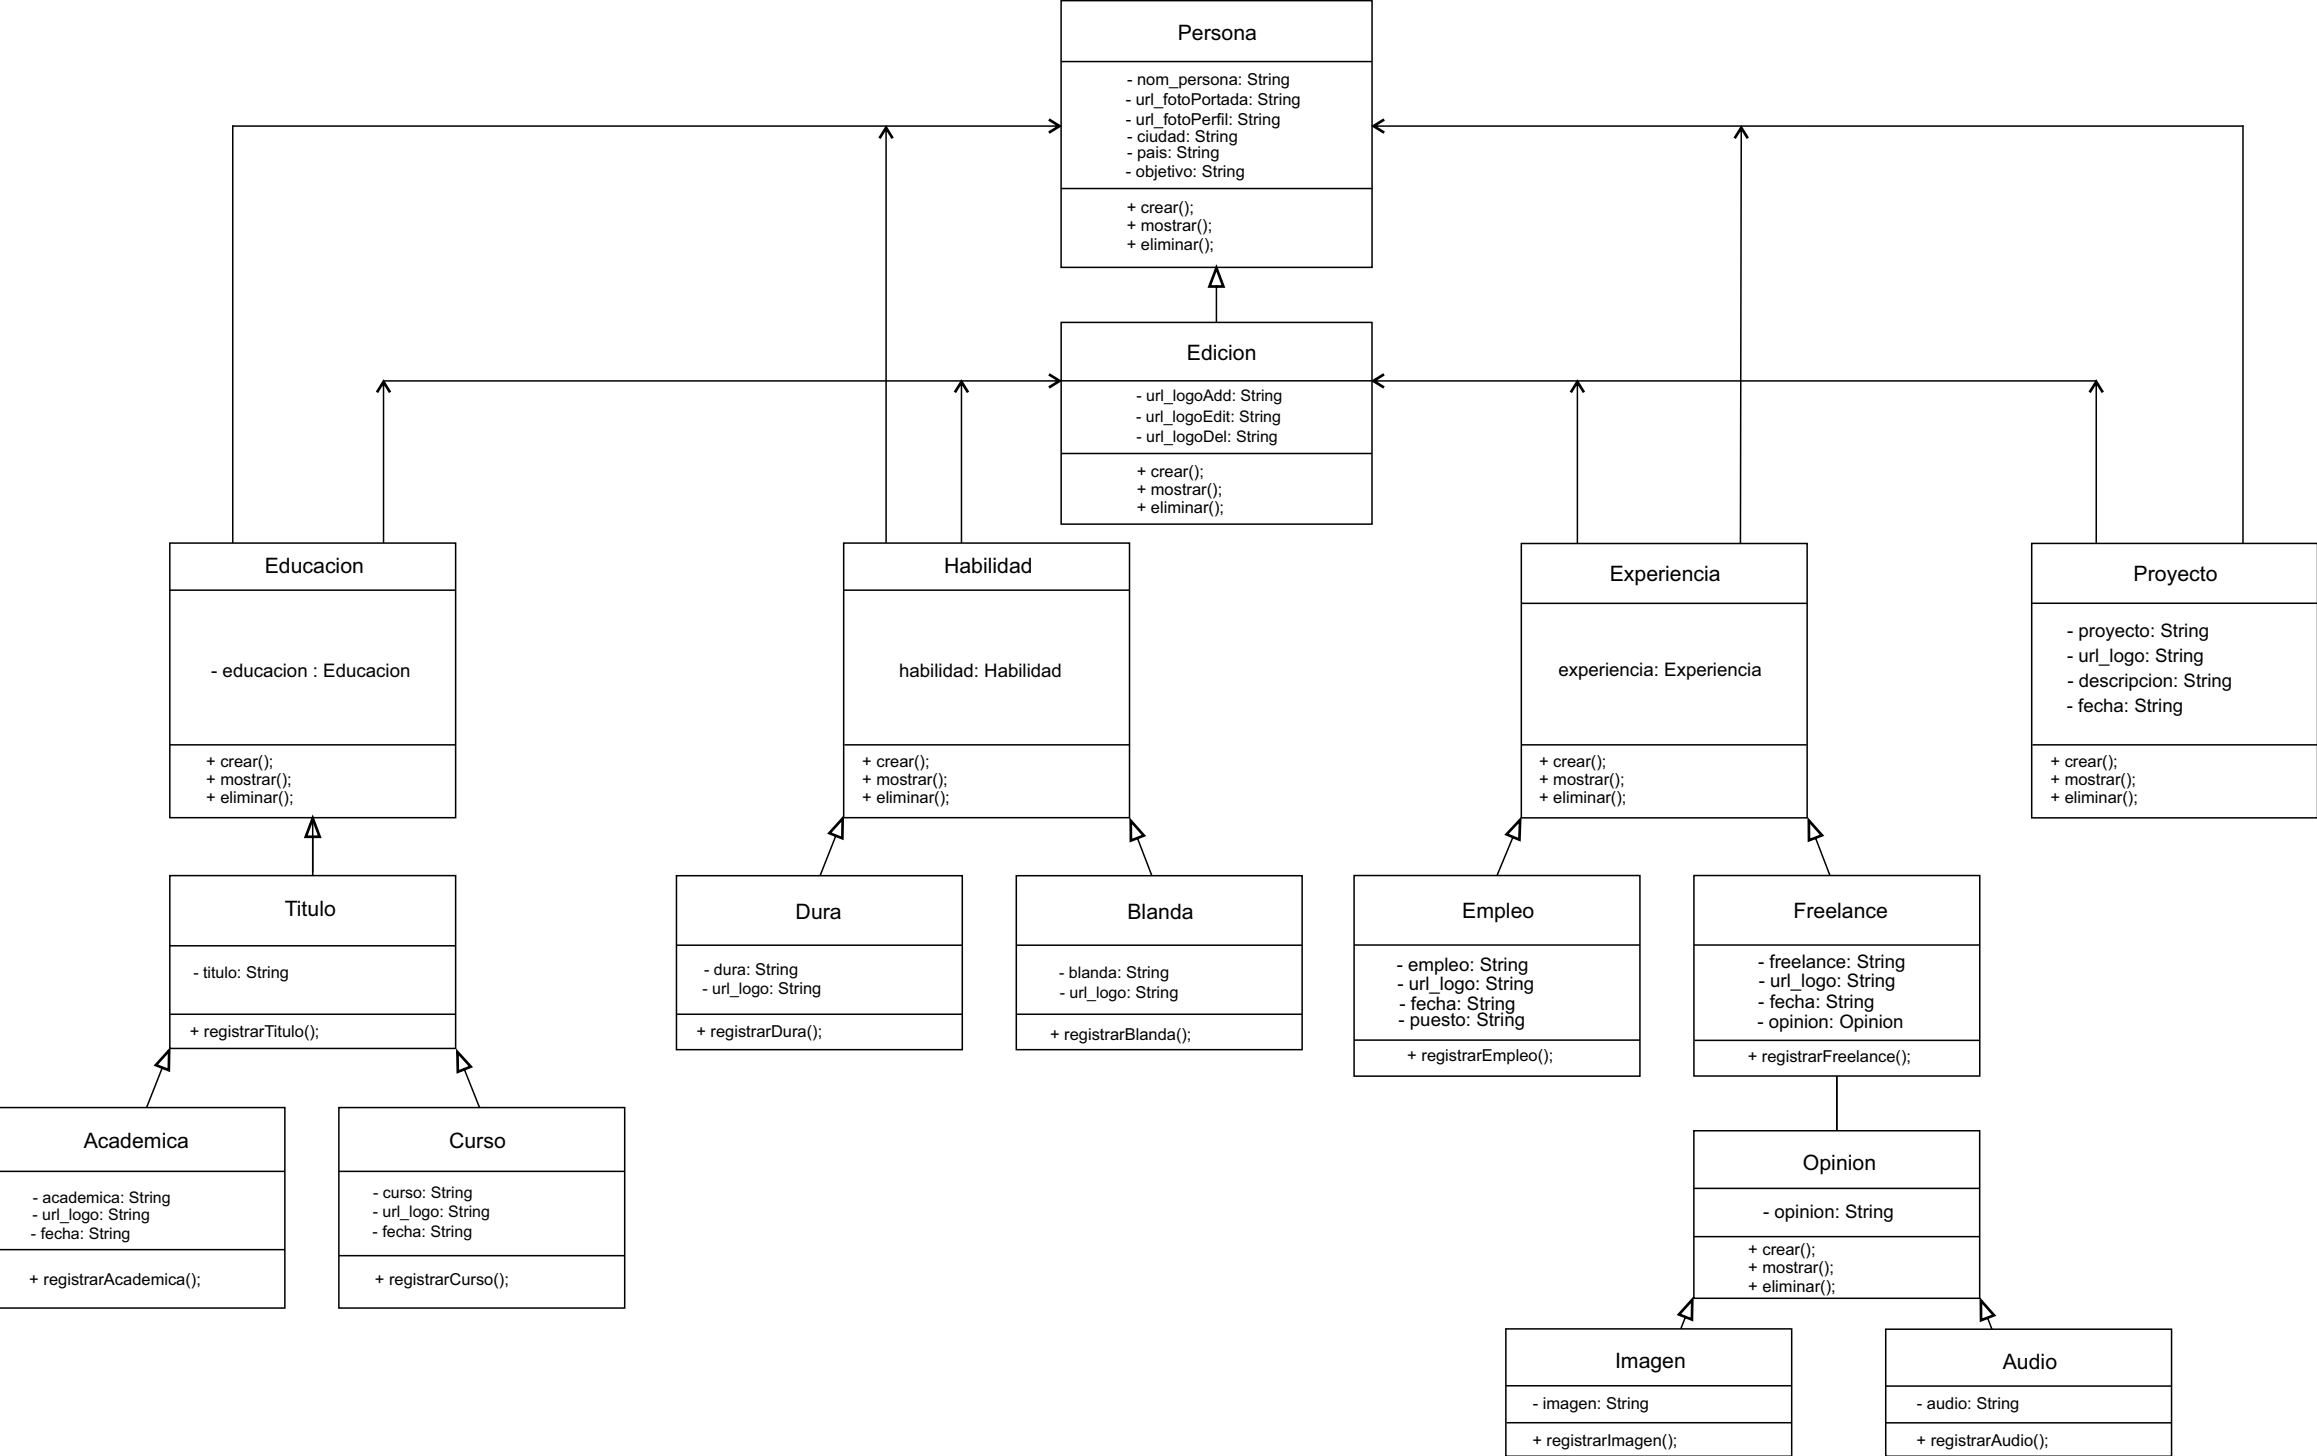 Persona
- nom_persona: String
- url_fotoPortada: String
- url_fotoPerfil: String
- ciudad: String
- pais: String
- objetivo: String
+ crear();
+ mostrar();
+ eliminar();
Edicion
- url_logoAdd: String
- url_logoEdit: String
- url_logoDel: String
+ crear();
+ mostrar();
+ eliminar();
Educacion
- educacion : Educacion
+ crear();
+ mostrar();
+ eliminar();
Habilidad
habilidad: Habilidad
+ crear();
+ mostrar();
+ eliminar();
Experiencia
experiencia: Experiencia
+ crear();
+ mostrar();
+ eliminar();
Proyecto
- proyecto: String
- url_logo: String
- descripcion: String
- fecha: String
+ crear();
+ mostrar();
+ eliminar();
Titulo
- titulo: String
+ registrarTitulo();
Dura
- dura: String
- url_logo: String
+ registrarDura();
Blanda
- blanda: String
- url_logo: String
+ registrarBlanda();
Empleo
- empleo: String
- url_logo: String
- fecha: String
- puesto: String
+ registrarEmpleo();
Freelance
- freelance: String
- url_logo: String
- fecha: String
- opinion: Opinion
+ registrarFreelance();
Academica
- academica: String
- url_logo: String
- fecha: String
+ registrarAcademica();
Curso
- curso: String
- url_logo: String
- fecha: String
+ registrarCurso();
Opinion
- opinion: String
+ crear();
+ mostrar();
+ eliminar();
Imagen
- imagen: String
+ registrarImagen();
Audio
- audio: String
+ registrarAudio();